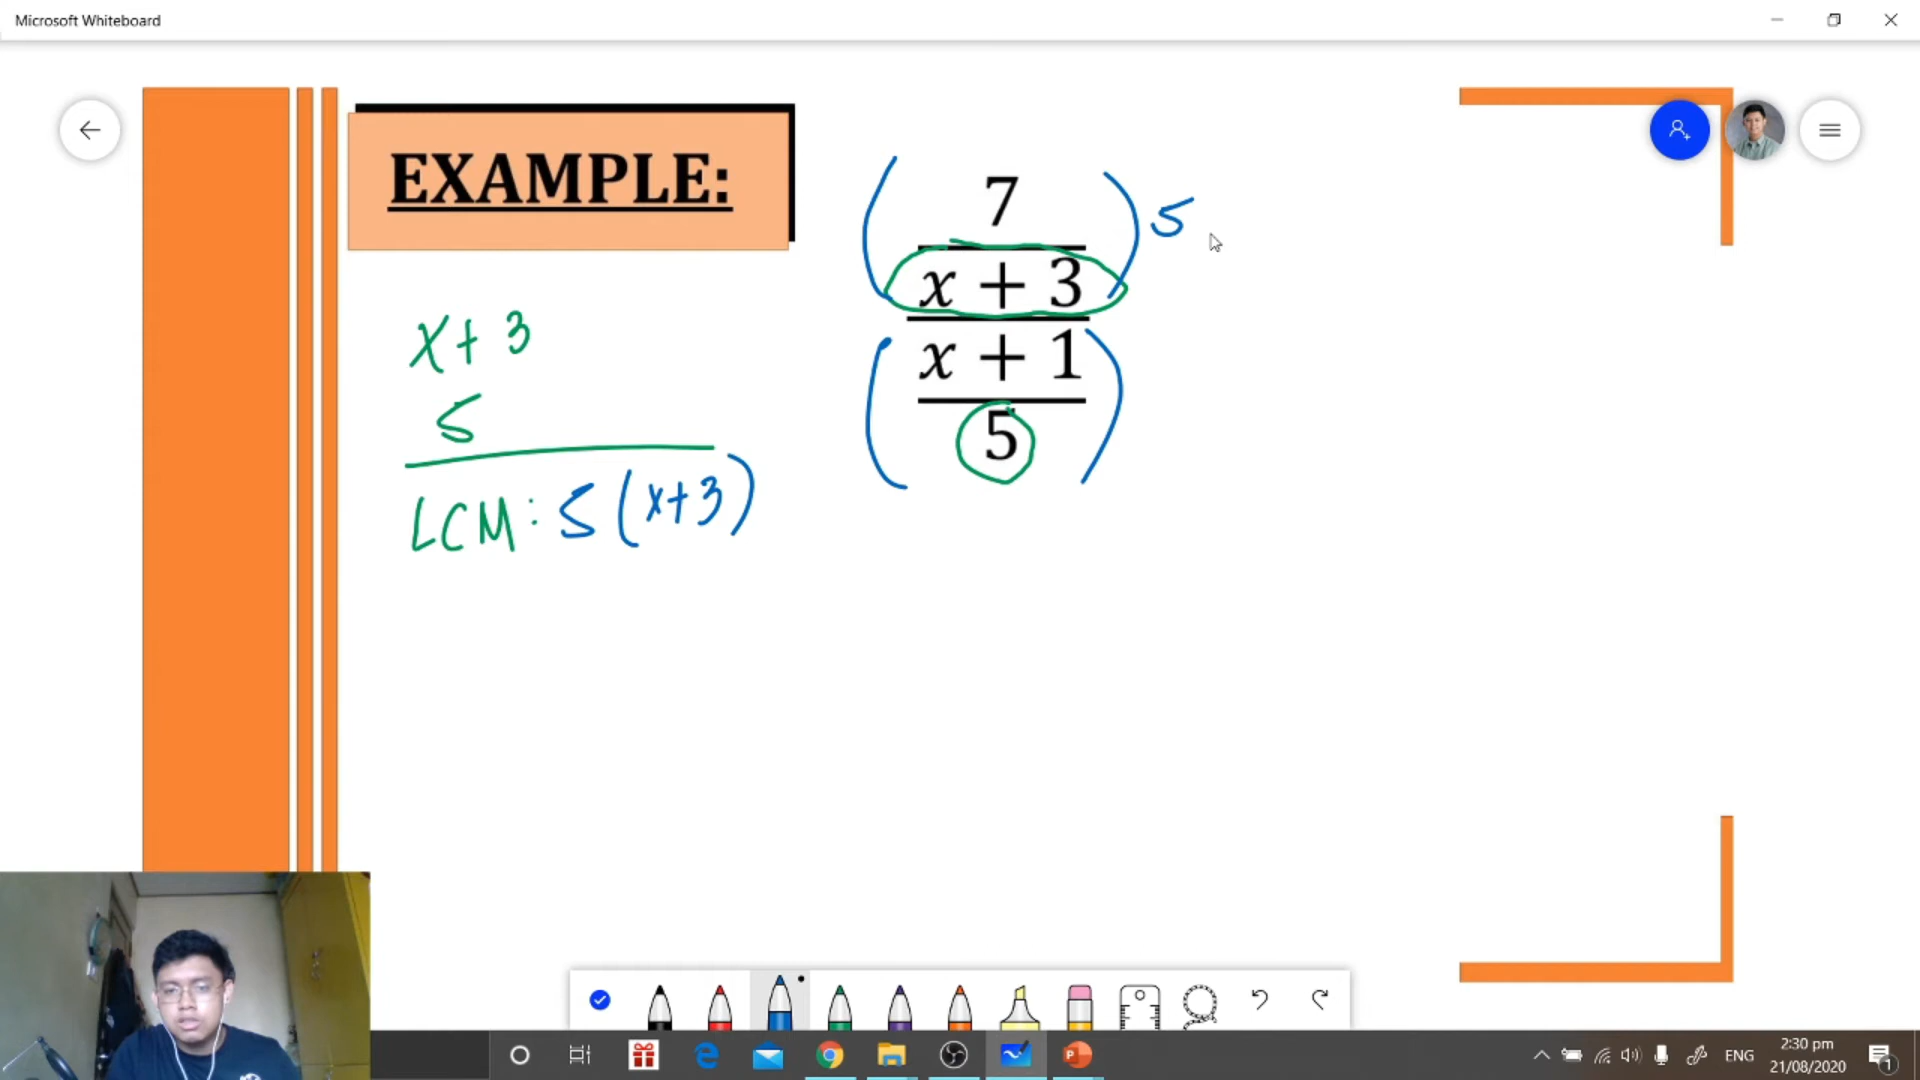 Microsoft Whiteboard
EXAMPLE:
7
x + 3
x + 1
5
5
x + 3
5
LCM: 5 (x+3)
ENG
2:30 pm
21/08/2020
1